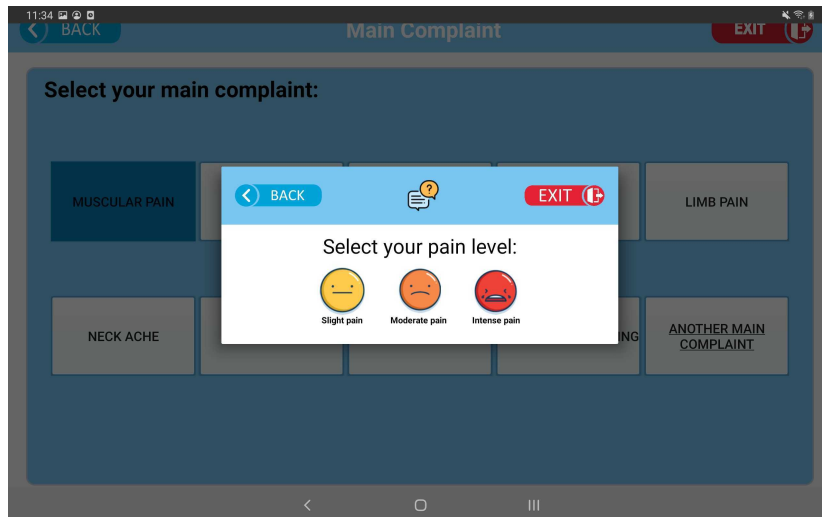 11:34
BACK
Main Complaint
EXIT
Select your main complaint:
MUSCULAR PAIN
LIMB PAIN
BACK
?
EXIT
Select your pain level:
Slight pain
Moderate pain
Intense pain
NECK ACHE
ANOTHER MAIN
COMPLAINT